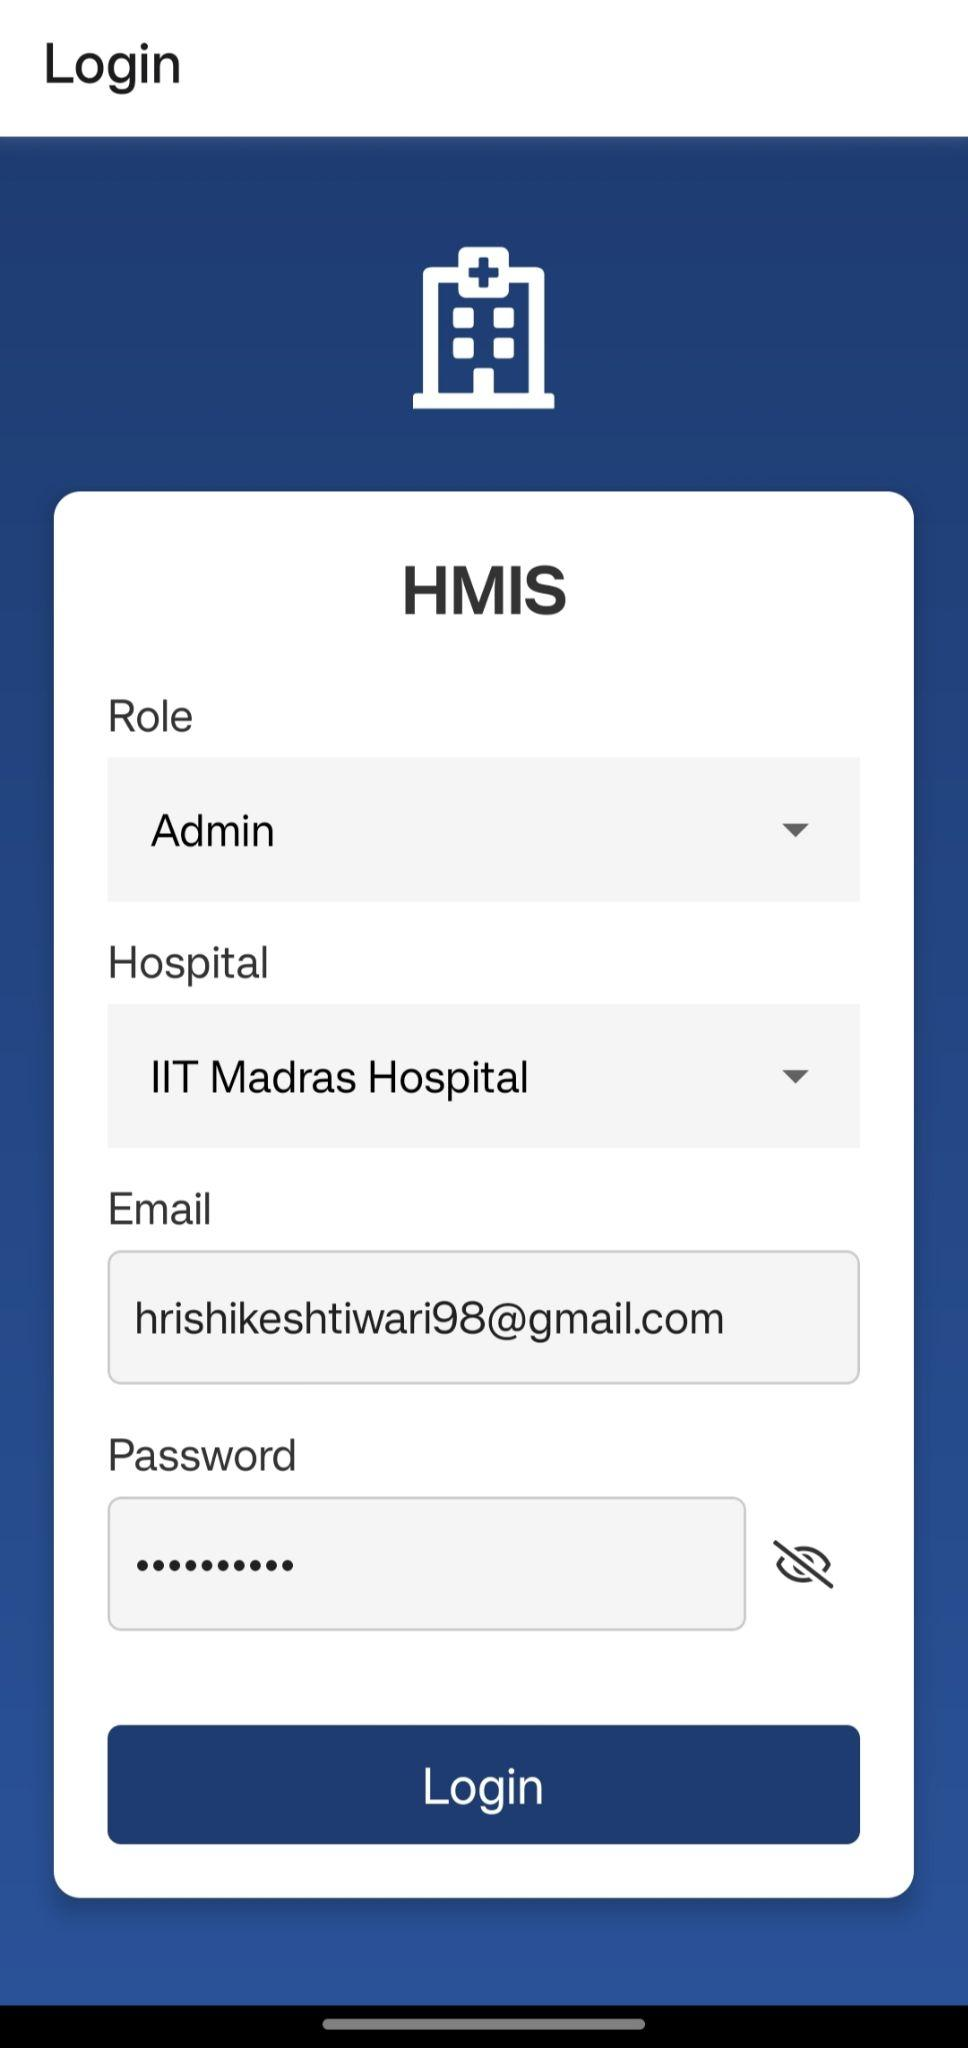 Login
HMIS
Role
Admin
Hospital
IIT Madras Hospital
Email
hrishikeshtiwari98@gmail.com
Password
••••••••••
Login